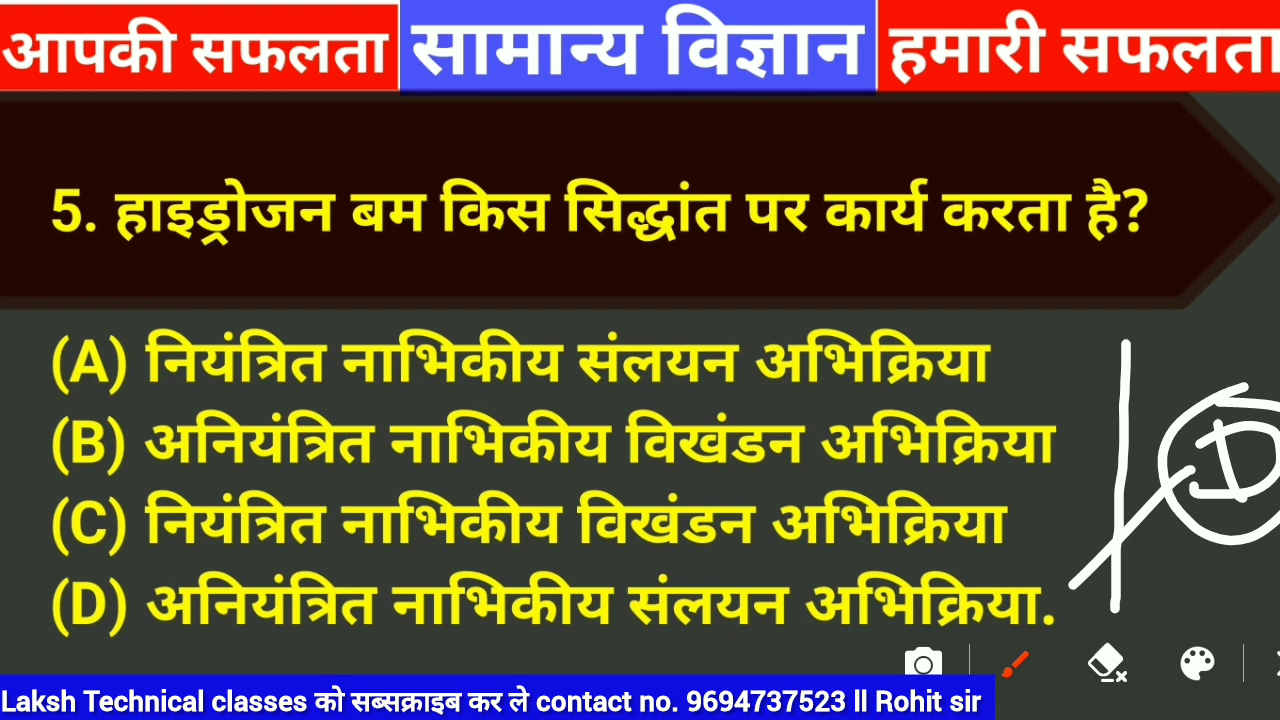 आपकी सफलता सामान्य विज्ञान हमारी सफलता
5. हाइड्रोजन बम किस सिद्धांत पर कार्य करता है?
(A) नियंत्रित नाभिकीय संलयन अभिक्रिया
(B) अनियंत्रित नाभिकीय विखंडन अभिक्रिया
(C) नियंत्रित नाभिकीय विखंडन अभिक्रिया
(D) अनियंत्रित नाभिकीय संलयन अभिक्रिया.
D
Laksh Technical classes को सब्सक्राइब कर ले contact no. 9694737523 ll Rohit sir